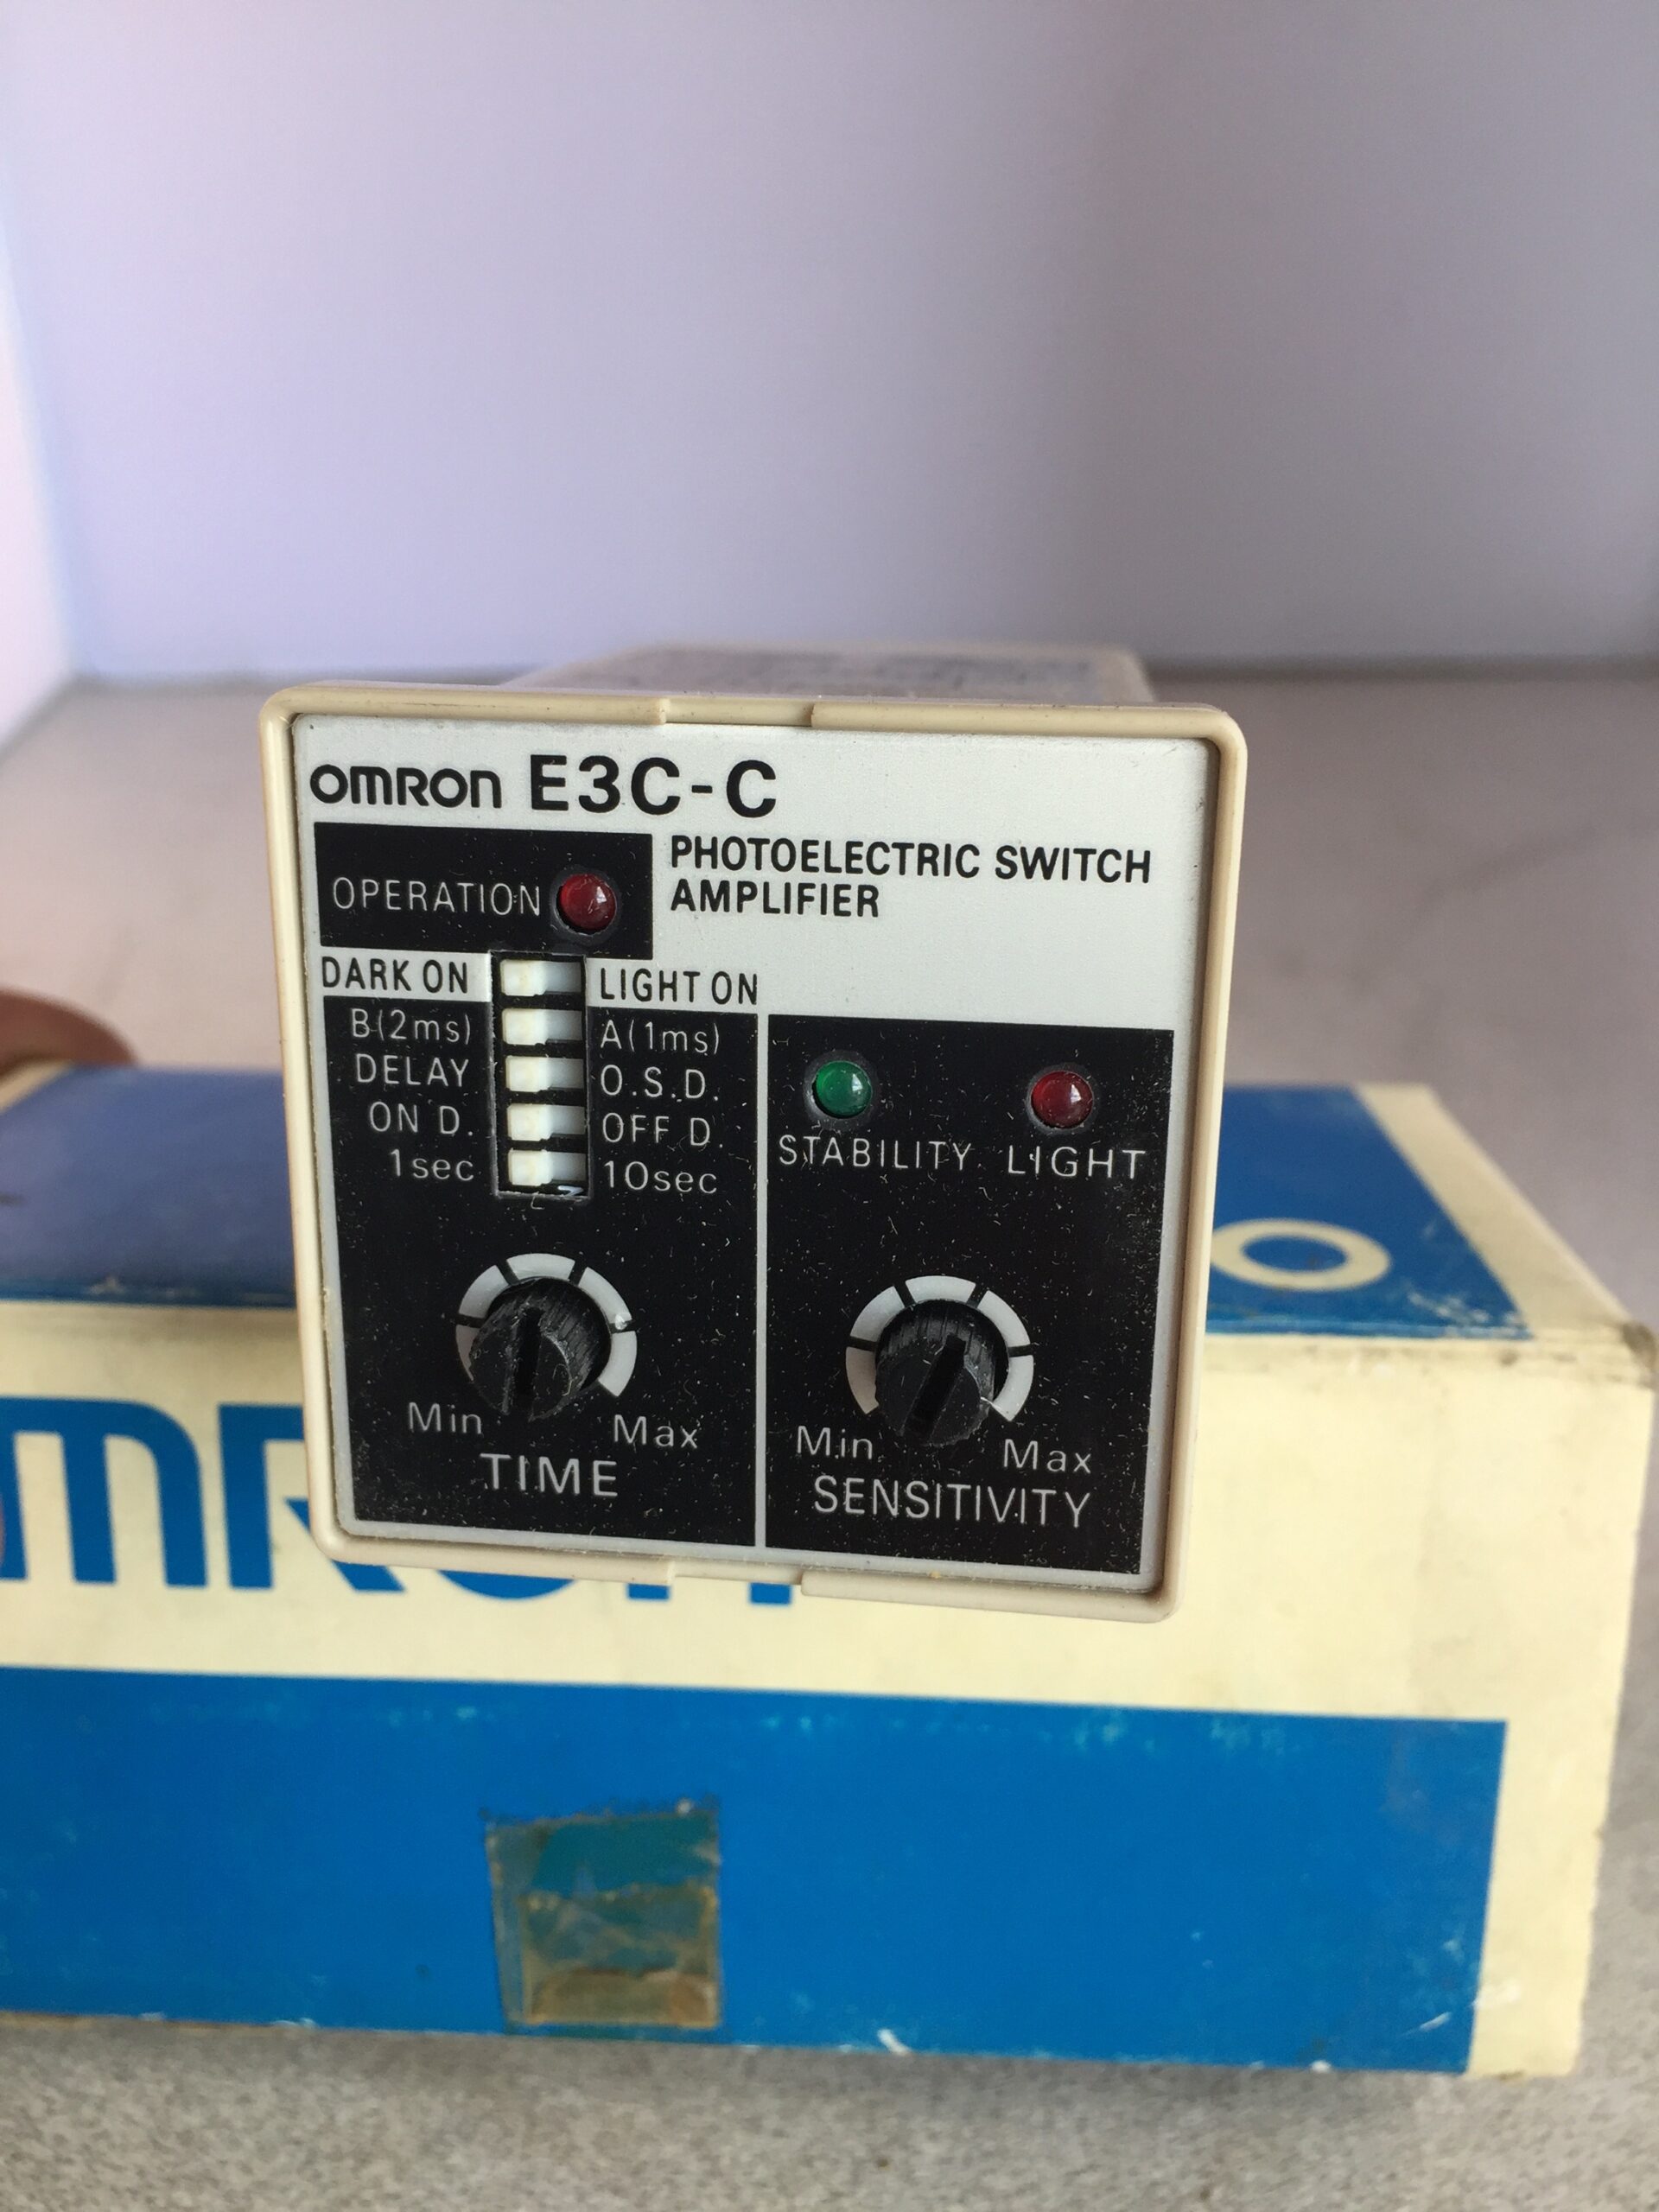 omron E3C-C
PHOTOELECTRIC SWITCH
AMPLIFIER
OPERATION
DARK ON LIGHT ON
B(2ms) A(1ms)
DELAY O.S.D.
ON D. OFF D.
1sec 10sec
STABILITY LIGHT
Min Max
TIME
Min Max
SENSITIVITY